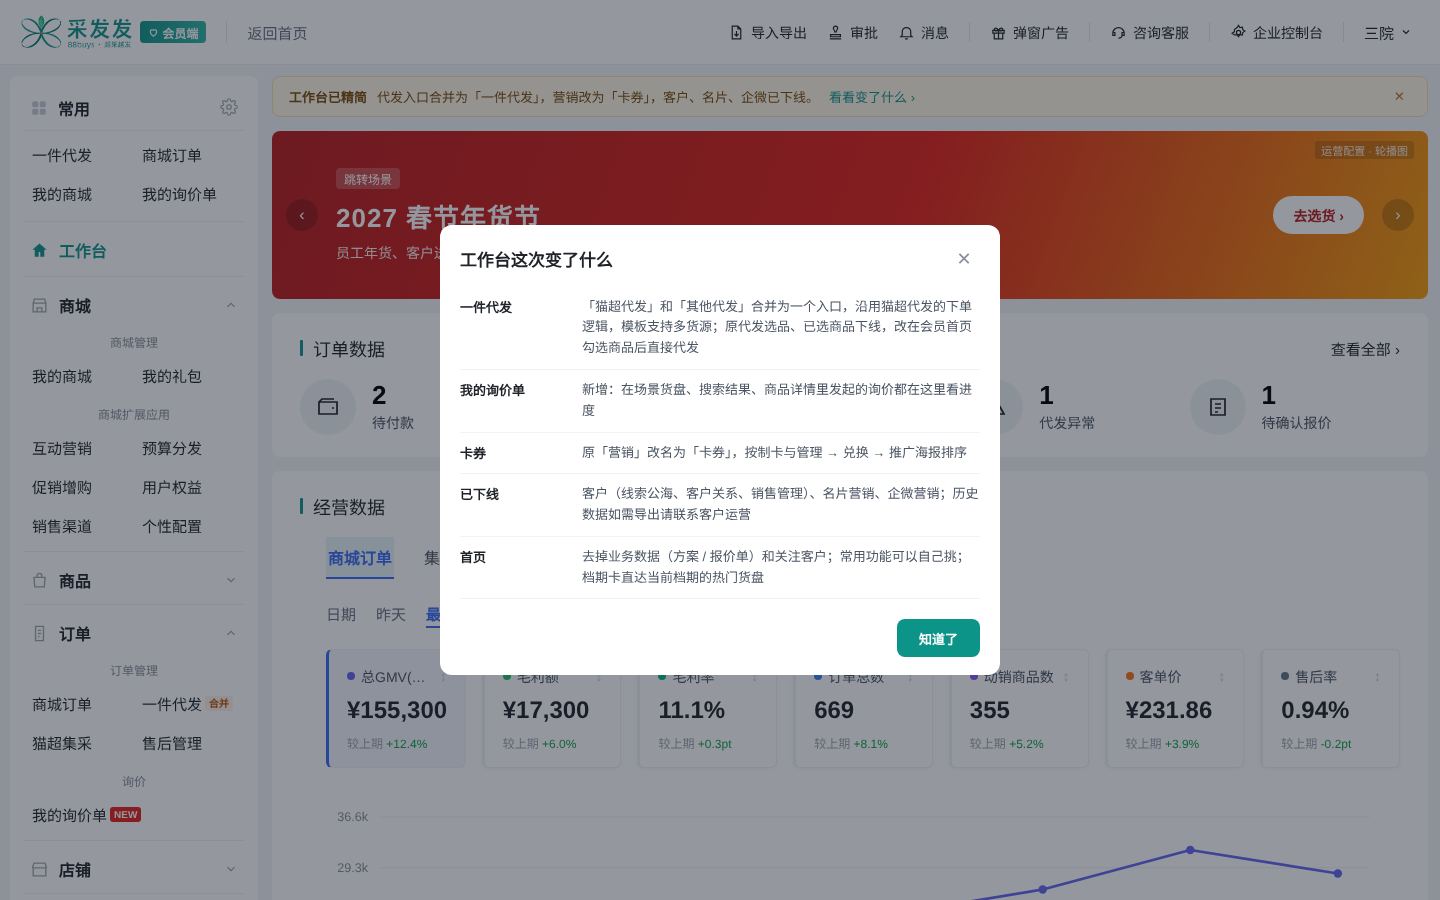 采发发
88buys · 越采越发
会员端
返回首页
导入导出
审批
消息
弹窗广告
咨询客服
企业控制台
三院
常用
一件代发
商城订单
我的商城
我的询价单
工作台
商城
商城管理
我的商城
我的礼包
商城扩展应用
互动营销
预算分发
促销增购
用户权益
销售渠道
个性配置
商品
订单
订单管理
商城订单
一件代发 合并
猫超集采
售后管理
询价
我的询价单 NEW
店铺
工作台已精简 代发入口合并为「一件代发」，营销改为「卡券」，客户、名片、企微已下线。 看看变了什么 ›
✕
运营配置 · 轮播图
跳转场景
2027 春节年货节
员工年货、客户
‹
去选货 ›
›
订单数据
查看全部 ›
2
待付款
1
代发异常
1
待确认报价
经营数据
商城订单
集
日期
昨天
最
工作台这次变了什么
✕
一件代发
「猫超代发」和「其他代发」合并为一个入口，沿用猫超代发的下单
逻辑，模板支持多货源；原代发选品、已选商品下线，改在会员首页
勾选商品后直接代发
我的询价单
新增：在场景货盘、搜索结果、商品详情里发起的询价都在这里看进
度
卡券
原「营销」改名为「卡券」，按制卡与管理 → 兑换 → 推广海报排序
已下线
客户（线索公海、客户关系、销售管理）、名片营销、企微营销；历史
数据如需导出请联系客户运营
首页
去掉业务数据（方案 / 报价单）和关注客户；常用功能可以自己挑；
档期卡直达当前档期的热门货盘
知道了
总GMV(...
¥155,300
较上期 +12.4%
毛利额
¥17,300
较上期 +6.0%
毛利率
11.1%
较上期 +0.3pt
订单总数
669
较上期 +8.1%
动销商品数
355
较上期 +5.2%
客单价
¥231.86
较上期 +3.9%
售后率
0.94%
较上期 -0.2pt
36.6k
29.3k